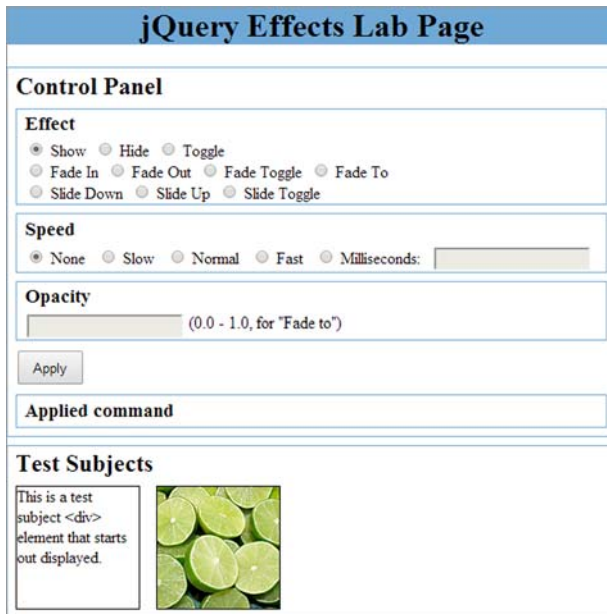 jQuery Effects Lab Page
Control Panel
Effect
Show Hide Toggle
Fade In Fade Out Fade Toggle Fade To
Slide Down Slide Up Slide Toggle
Speed
None Slow Normal Fast Milliseconds:
Opacity
(0.0 - 1.0, for "Fade to")
Apply
Applied command
Test Subjects
This is a test
subject <div>
element that starts
out displayed.